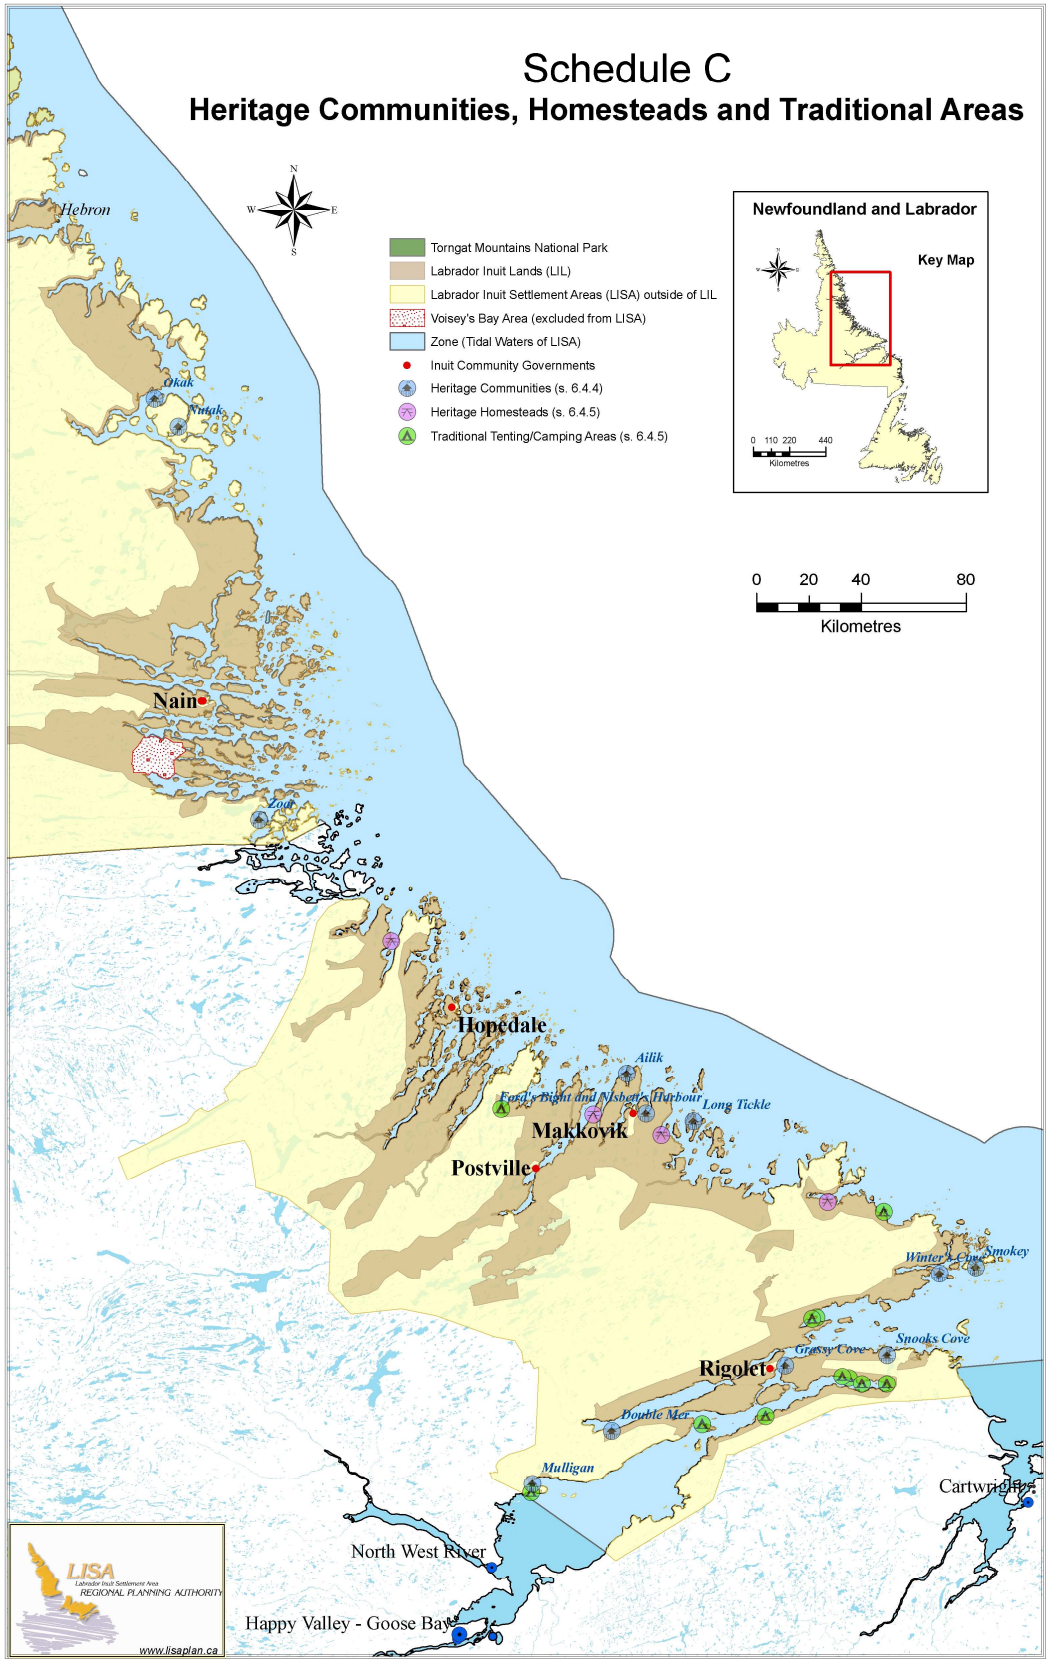 Schedule C
Heritage Communities, Homesteads and Traditional Areas
N
W E
S
Torngat Mountains National Park
Labrador Inuit Lands (LIL)
Labrador Inuit Settlement Areas (LISA) outside of LIL
Voisey's Bay Area (excluded from LISA)
Zone (Tidal Waters of LISA)
Inuit Community Governments
Heritage Communities (s. 6.4.4)
Heritage Homesteads (s. 6.4.5)
Traditional Tenting/Camping Areas (s. 6.4.5)
Newfoundland and Labrador
Key Map
0 110 220 440
Kilometres
0 20 40 80
Kilometres
Hebron
Okak
Nutak
Nain
Zoar
Hopedale
Ailik
Ford's Bight and Nisbet's Harbour
Long Tickle
Makkovik
Postville
Winter's Cove
Smokey
Snooks Cove
Grassy Cove
Rigolet
Double Mer
Mulligan
Cartwright
North West River
Happy Valley - Goose Bay
LISA
Labrador Inuit Settlement Area
REGIONAL PLANNING AUTHORITY
www.lisaplan.ca